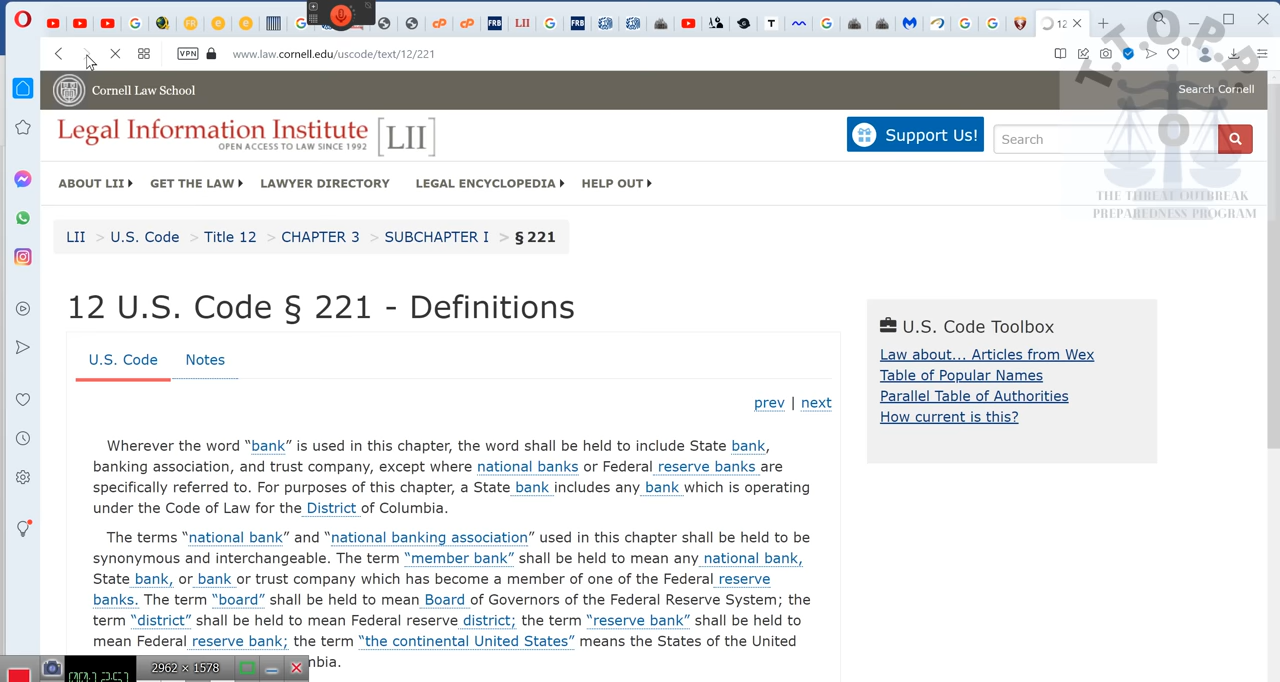 FRB
LII
FRB
T
12
VPN
www.law.cornell.edu/uscode/text/12/221
T.T.O.P.P.
Cornell Law School
Search Cornell
Legal Information Institute [LII]
OPEN ACCESS TO LAW SINCE 1992
Support Us!
Search
ABOUT LII
GET THE LAW
LAWYER DIRECTORY
LEGAL ENCYCLOPEDIA
HELP OUT
THE THREAT OUTBREAK
PREPAREDNESS PROGRAM
LII > U.S. Code > Title 12 > CHAPTER 3 > SUBCHAPTER I > § 221
12 U.S. Code § 221 - Definitions
U.S. Code Toolbox
Law about... Articles from Wex
Table of Popular Names
Parallel Table of Authorities
How current is this?
U.S. Code
Notes
prev | next
Wherever the word “bank” is used in this chapter, the word shall be held to include State bank,
banking association, and trust company, except where national banks or Federal reserve banks are
specifically referred to. For purposes of this chapter, a State bank includes any bank which is operating
under the Code of Law for the District of Columbia.
The terms “national bank” and “national banking association” used in this chapter shall be held to be
synonymous and interchangeable. The term “member bank” shall be held to mean any national bank,
State bank, or bank or trust company which has become a member of one of the Federal reserve
banks. The term “board” shall be held to mean Board of Governors of the Federal Reserve System; the
term “district” shall be held to mean Federal reserve district; the term “reserve bank” shall be held to
mean Federal reserve bank; the term “the continental United States” means the States of the United
mbia.
2962 × 1578